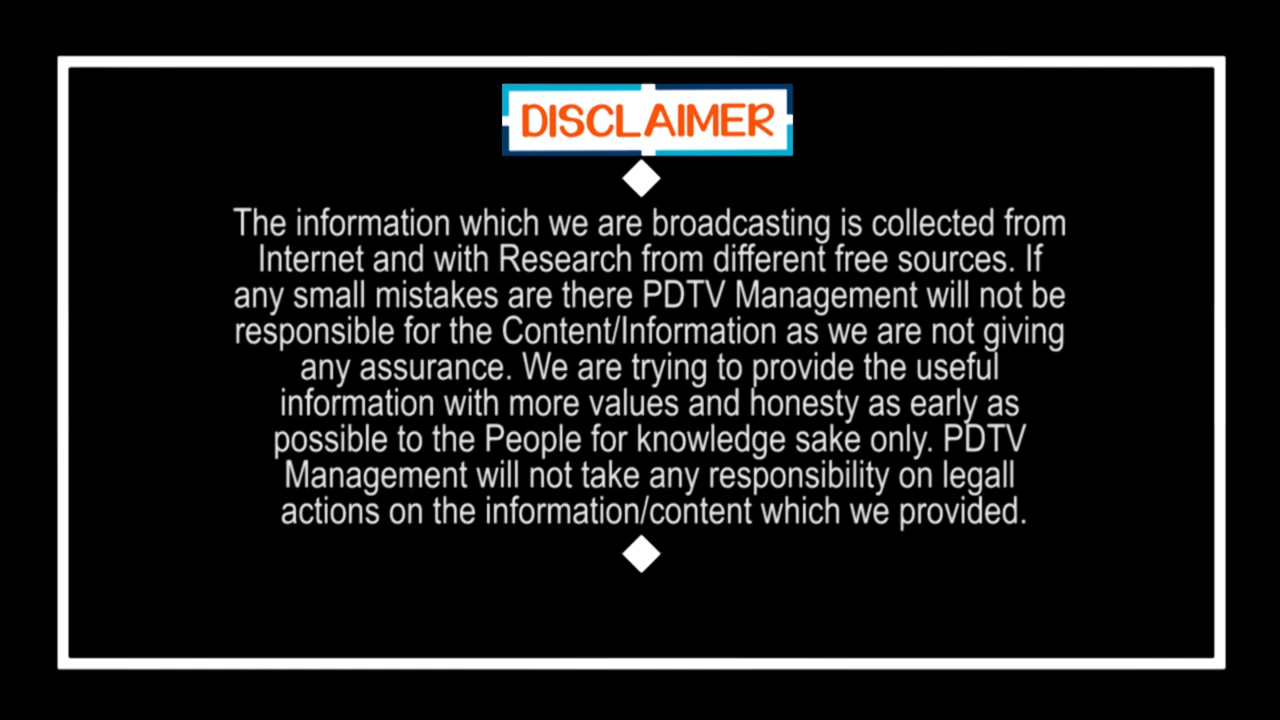 DISCLAIMER
The information which we are broadcasting is collected from
Internet and with Research from different free sources. If
any small mistakes are there PDTV Management will not be
responsible for the Content/Information as we are not giving
any assurance. We are trying to provide the useful
information with more values and honesty as early as
possible to the People for knowledge sake only. PDTV
Management will not take any responsibility on legall
actions on the information/content which we provided.